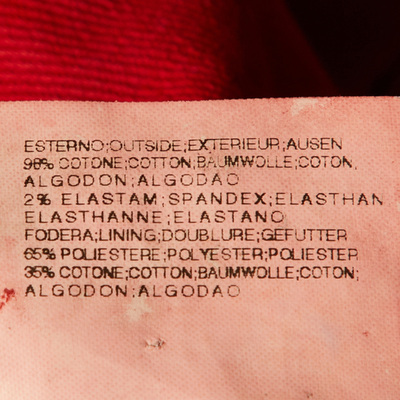 ESTERNO;OUTSIDE;EXTERIEUR;AUSEN
98% COTONE;COTTON;BAUMWOLLE;COTON;
ALGODON;ALGODAO
2% ELASTAM;SPANDEX;ELASTHAN
ELASTHANNE;ELASTANO
FODERA;LINING;DOUBLURE;GEFUTTER
65% POLIESTERE;POLYESTER;POLIESTER
35% COTONE;COTTON;BAUMWOLLE;COTON;
ALGODON;ALGODAO